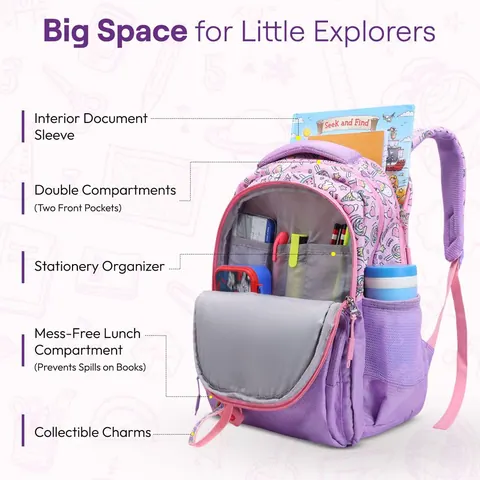 Big Space for Little Explorers
Seek and Find
Interior Document
Sleeve
Double Compartments
(Two Front Pockets)
Stationery Organizer
Mess-Free Lunch
Compartment
(Prevents Spills on Books)
Collectible Charms